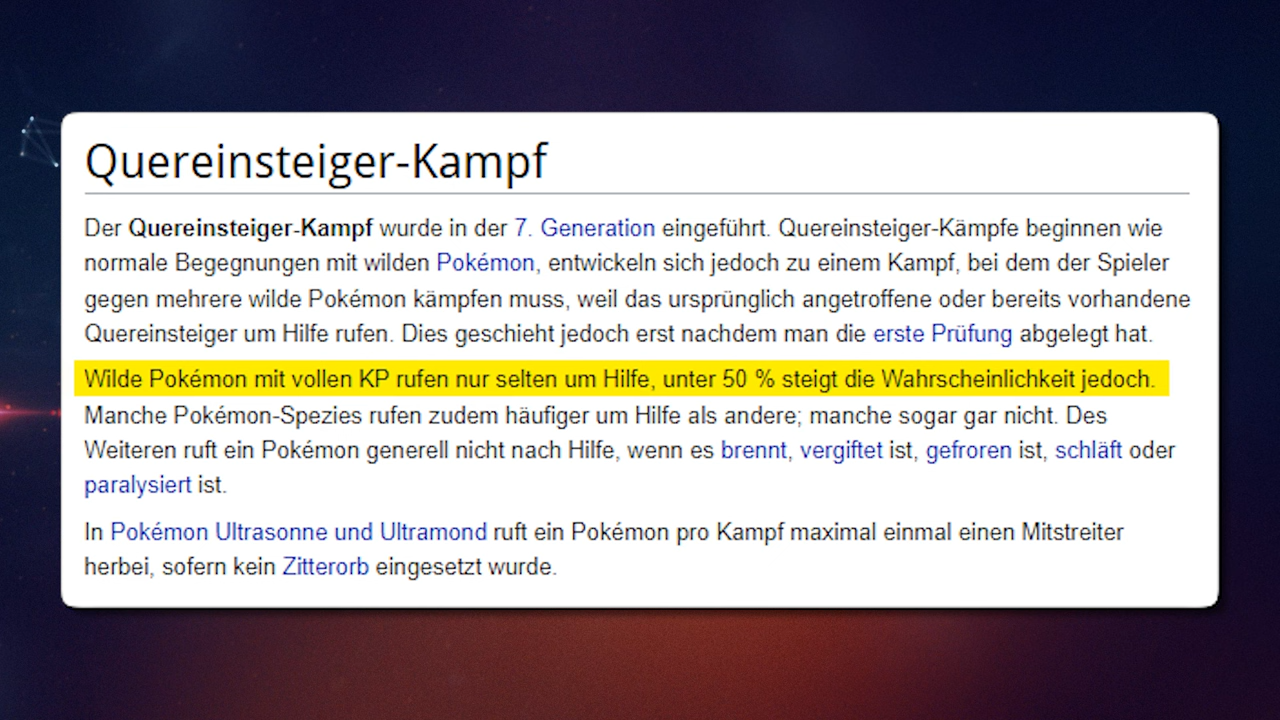 Quereinsteiger-Kampf
Der Quereinsteiger-Kampf wurde in der 7. Generation eingeführt. Quereinsteiger-Kämpfe beginnen wie
normale Begegnungen mit wilden Pokémon, entwickeln sich jedoch zu einem Kampf, bei dem der Spieler
gegen mehrere wilde Pokémon kämpfen muss, weil das ursprünglich angetroffene oder bereits vorhandene
Quereinsteiger um Hilfe rufen. Dies geschieht jedoch erst nachdem man die erste Prüfung abgelegt hat.
Wilde Pokémon mit vollen KP rufen nur selten um Hilfe, unter 50 % steigt die Wahrscheinlichkeit jedoch.
Manche Pokémon-Spezies rufen zudem häufiger um Hilfe als andere; manche sogar gar nicht. Des
Weiteren ruft ein Pokémon generell nicht nach Hilfe, wenn es brennt, vergiftet ist, gefroren ist, schläft oder
paralysiert ist.
In Pokémon Ultrasonne und Ultramond ruft ein Pokémon pro Kampf maximal einmal einen Mitstreiter
herbei, sofern kein Zitterorb eingesetzt wurde.